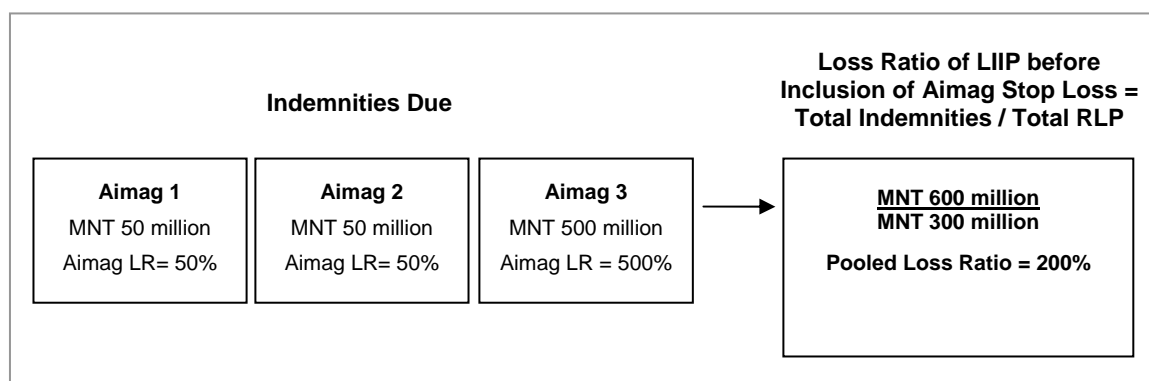 Indemnities Due
Loss Ratio of LIIP before
Inclusion of Aimag Stop Loss =
Total Indemnities / Total RLP
Aimag 1
MNT 50 million
Aimag LR= 50%
Aimag 2
MNT 50 million
Aimag LR= 50%
Aimag 3
MNT 500 million
Aimag LR = 500%
MNT 600 million
MNT 300 million
Pooled Loss Ratio = 200%